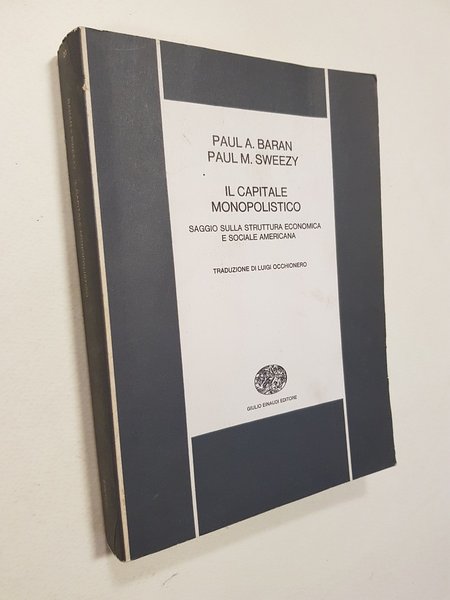 PAUL A. BARAN
PAUL M. SWEEZY
IL CAPITALE
MONOPOLISTICO
SAGGIO SULLA STRUTTURA ECONOMICA
E SOCIALE AMERICANA
TRADUZIONE DI LUIGI OCCHIONERO
GIULIO EINAUDI EDITORE